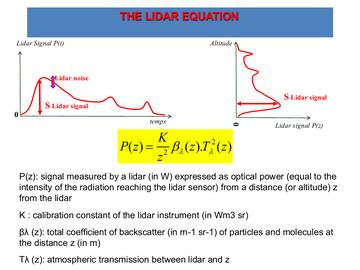 THE LIDAR EQUATION
Lidar Signal P(t)
Lidar noise
S Lidar signal
0
temps
Altitude
S Lidar signal
0
Lidar signal P(z)
P(z) = K/z² βλ(z).Tλ²(z)
P(z): signal measured by a lidar (in W) expressed as optical power (equal to the
intensity of the radiation reaching the lidar sensor) from a distance (or altitude) z
from the lidar
K : calibration constant of the lidar instrument (in Wm3 sr)
βλ (z): total coefficient of backscatter (in m-1 sr-1) of particles and molecules at
the distance z (in m)
Tλ (z): atmospheric transmission between lidar and z